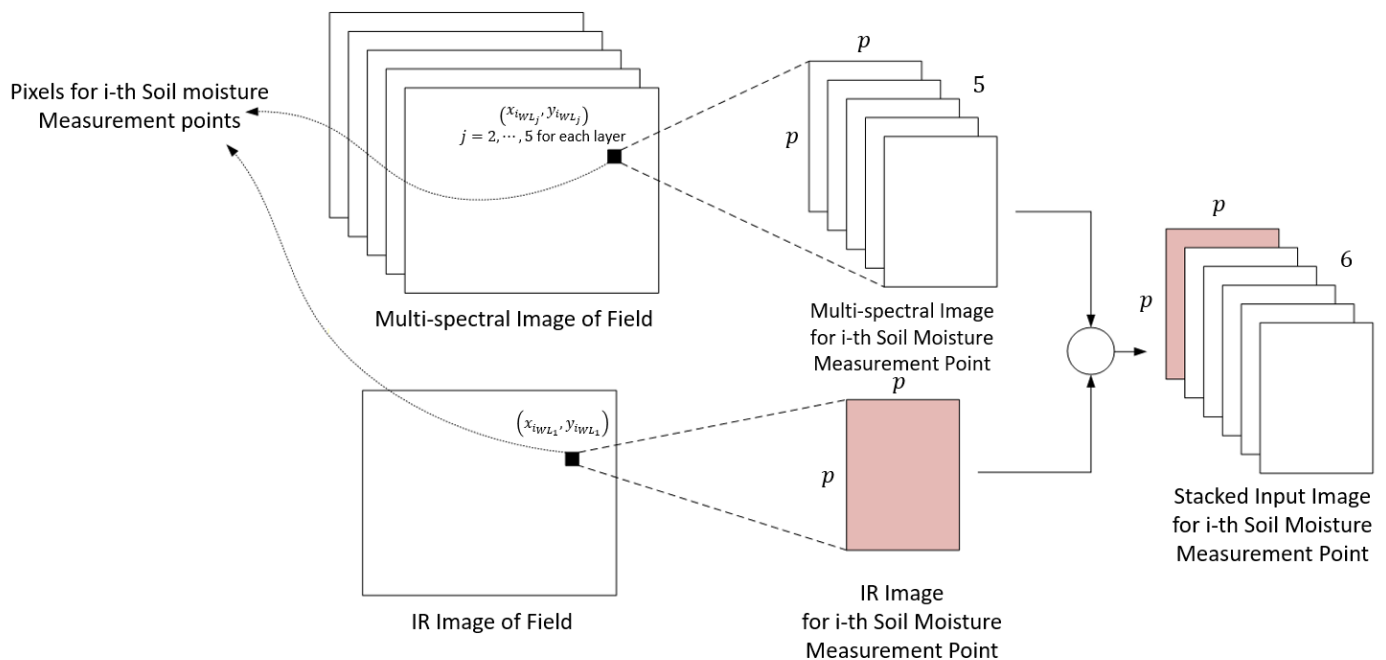 Pixels for i-th Soil moisture
Measurement points
(x_{i_{WL_j}}, y_{i_{WL_j}})
j = 2, ⋯, 5 for each layer
Multi-spectral Image of Field
p
5
p
Multi-spectral Image
for i-th Soil Moisture
Measurement Point
(x_{i_{WL_1}}, y_{i_{WL_1}})
IR Image of Field
p
p
IR Image
for i-th Soil Moisture
Measurement Point
p
6
p
Stacked Input Image
for i-th Soil Moisture
Measurement Point